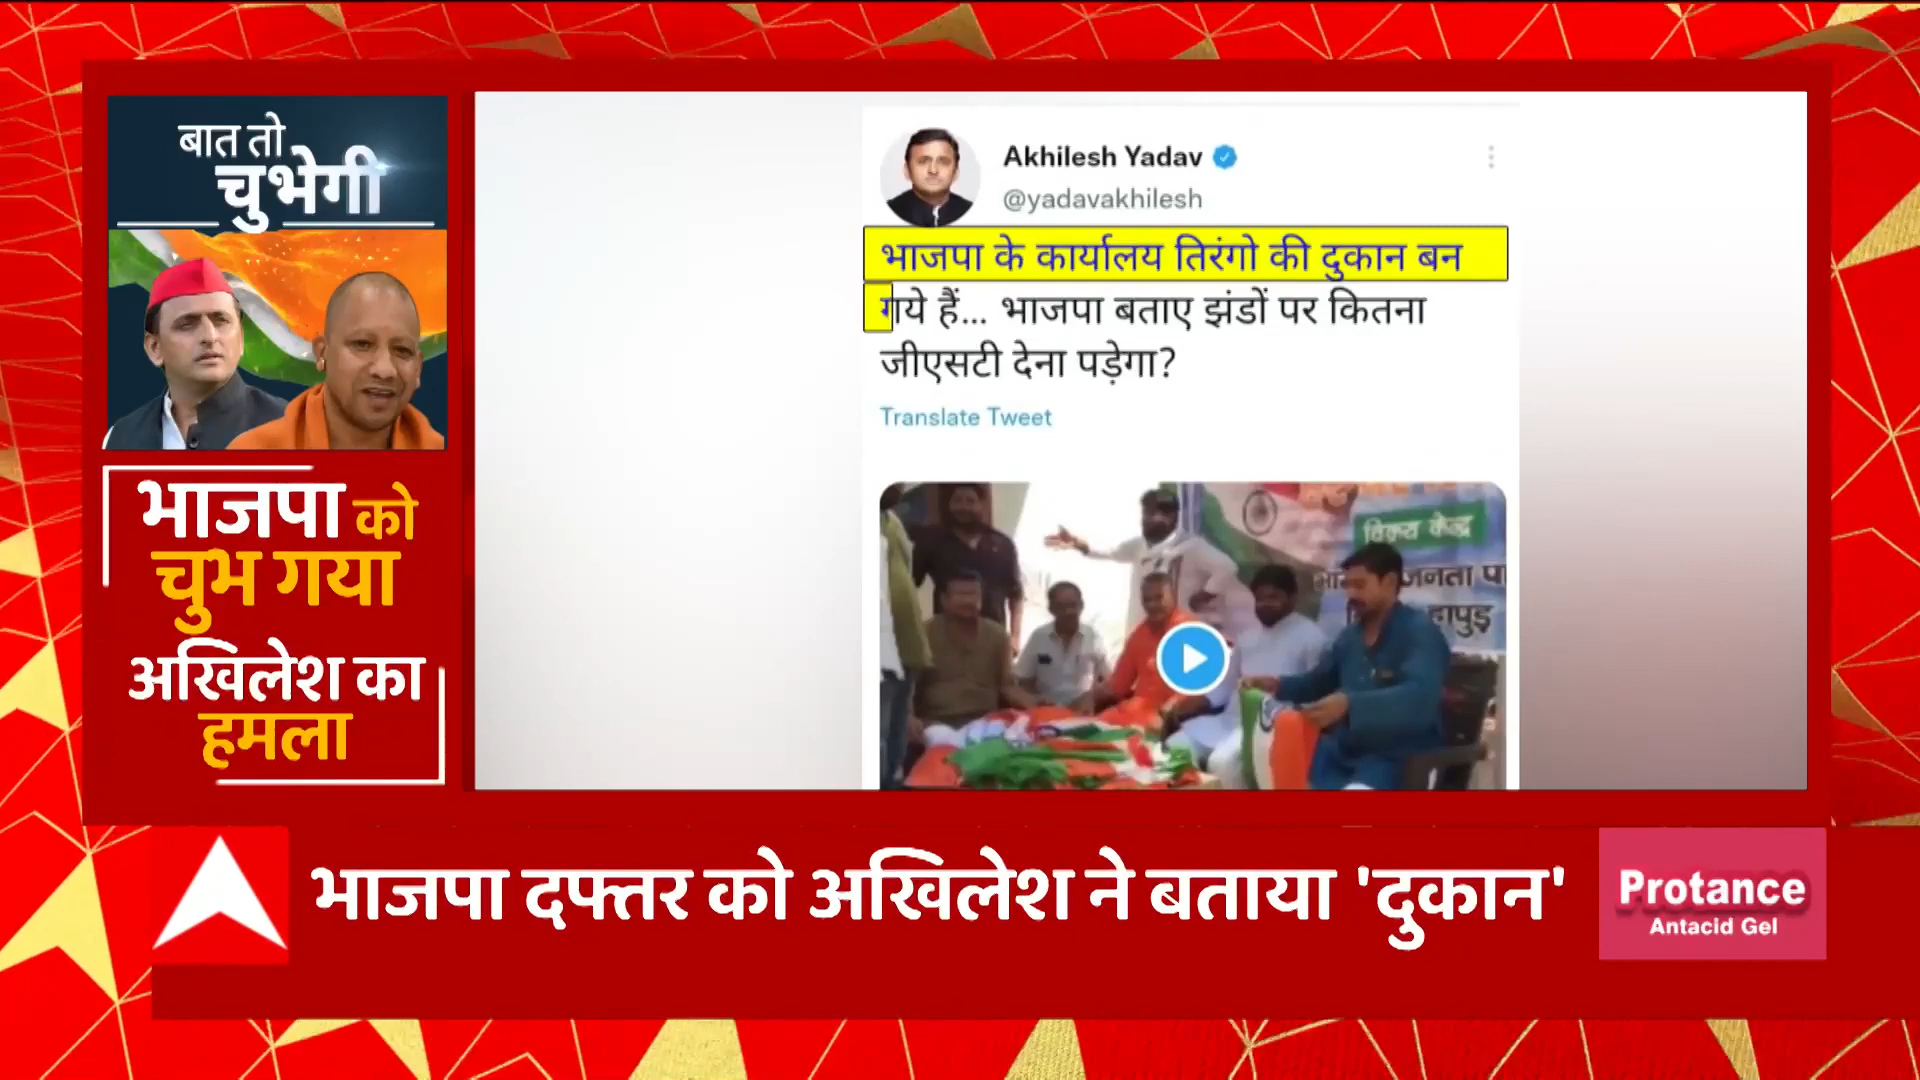 बात तो
चुभेगी
भाजपा को
चुभ गया
अखिलेश का
हमला
Akhilesh Yadav
@yadavakhilesh
भाजपा के कार्यालय तिरंगो की दुकान बन
गये हैं... भाजपा बताए झंडों पर कितना
जीएसटी देना पड़ेगा?
Translate Tweet
विक्रय केन्द्र
जनता पा
हापुड़
भाजपा दफ्तर को अखिलेश ने बताया 'दुकान'
Protance
Antacid Gel